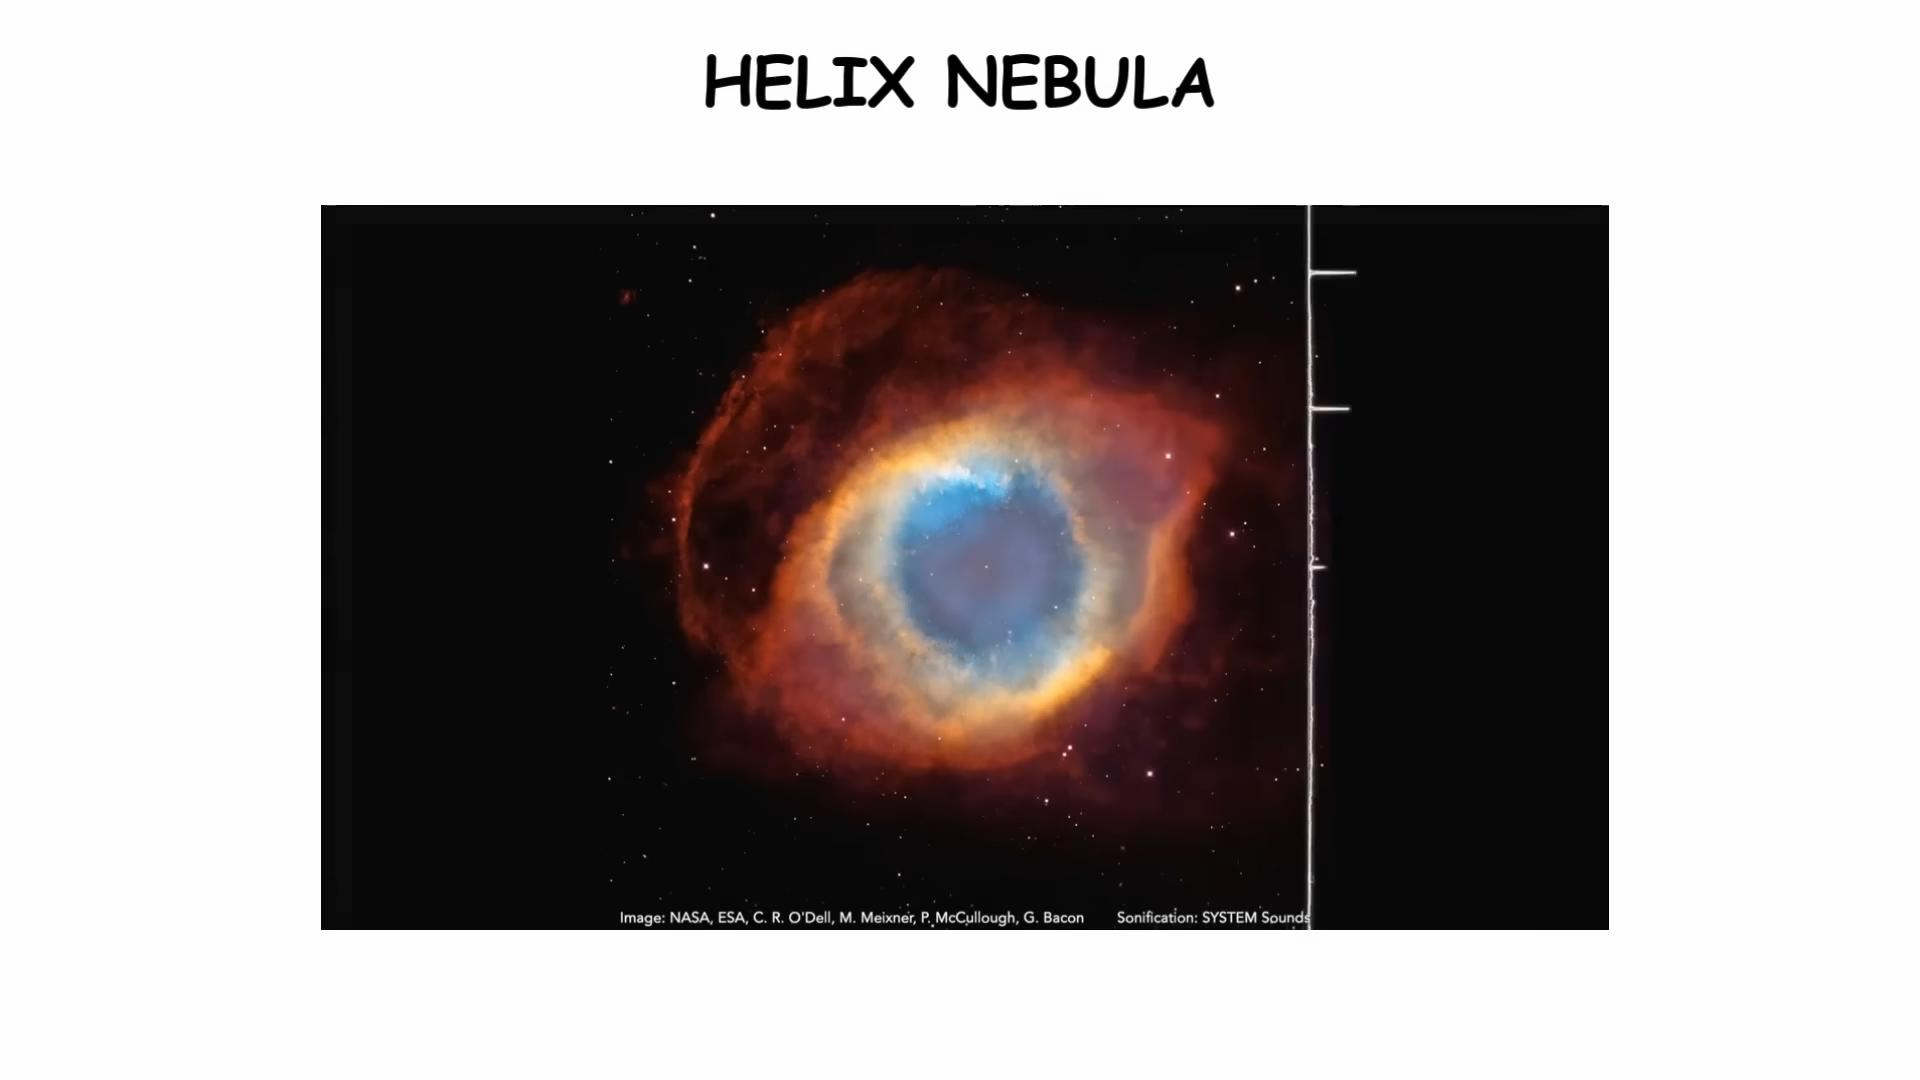 HELIX NEBULA
Image: NASA, ESA, C. R. O'Dell, M. Meixner, P. McCullough, G. Bacon Sonification: SYSTEM Sounds